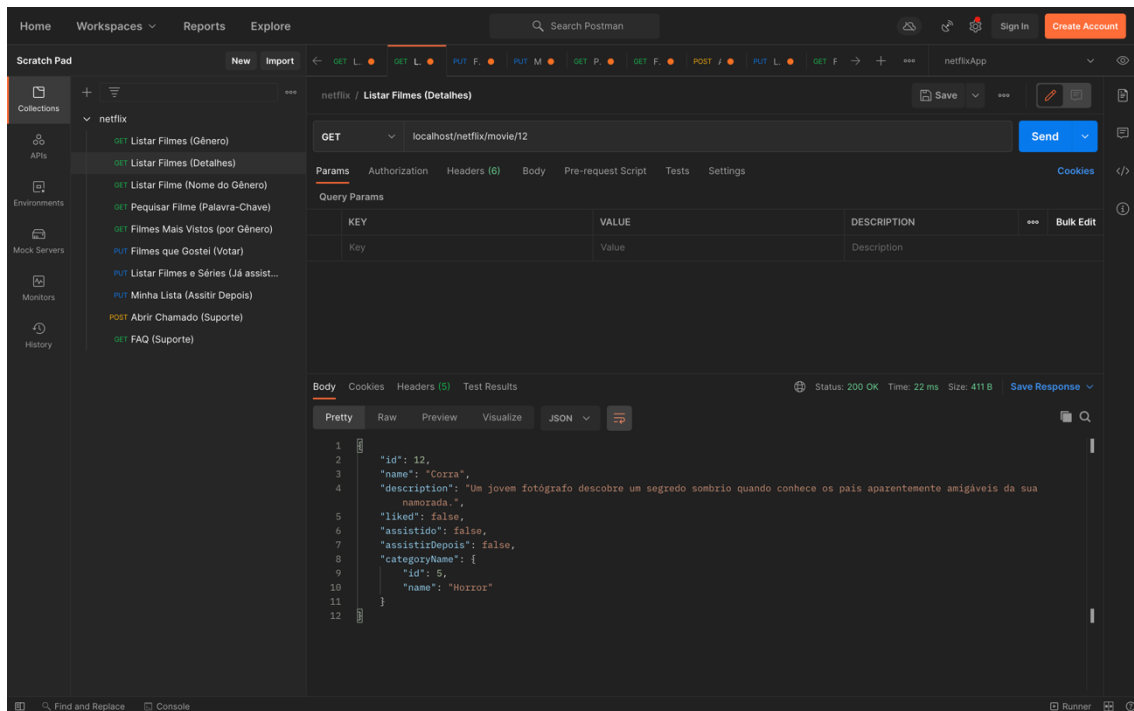 Home Workspaces Reports Explore Search Postman Sign In Create Account
Scratch Pad New Import GET L. GET L. PUT F. PUT M GET P. GET F. POST PUT L. GET F netflixApp
Collections
APIs
Environments
Mock Servers
Monitors
History
netflix
GET Listar Filmes (Gênero)
GET Listar Filmes (Detalhes)
GET Listar Filme (Nome do Gênero)
GET Pequisar Filme (Palavra-Chave)
GET Filmes Mais Vistos (por Gênero)
PUT Filmes que Gostei (Votar)
PUT Listar Filmes e Séries (Já assist...
PUT Minha Lista (Assitir Depois)
POST Abrir Chamado (Suporte)
GET FAQ (Suporte)
netflix / Listar Filmes (Detalhes) Save
GET localhost/netflix/movie/12 Send
Params Authorization Headers (6) Body Pre-request Script Tests Settings Cookies
Query Params
KEY VALUE DESCRIPTION Bulk Edit
Key Value Description
Body Cookies Headers (5) Test Results Status: 200 OK Time: 22 ms Size: 411 B Save Response
Pretty Raw Preview Visualize JSON
1 {
2 "id": 12,
3 "name": "Corra",
4 "description": "Um jovem fotógrafo descobre um segredo sombrio quando conhece os pais aparentemente amigáveis da sua
namorada.",
5 "liked": false,
6 "assistido": false,
7 "assistirDepois": false,
8 "categoryName": {
9 "id": 5,
10 "name": "Horror"
11 }
12 }
Find and Replace Console Runner